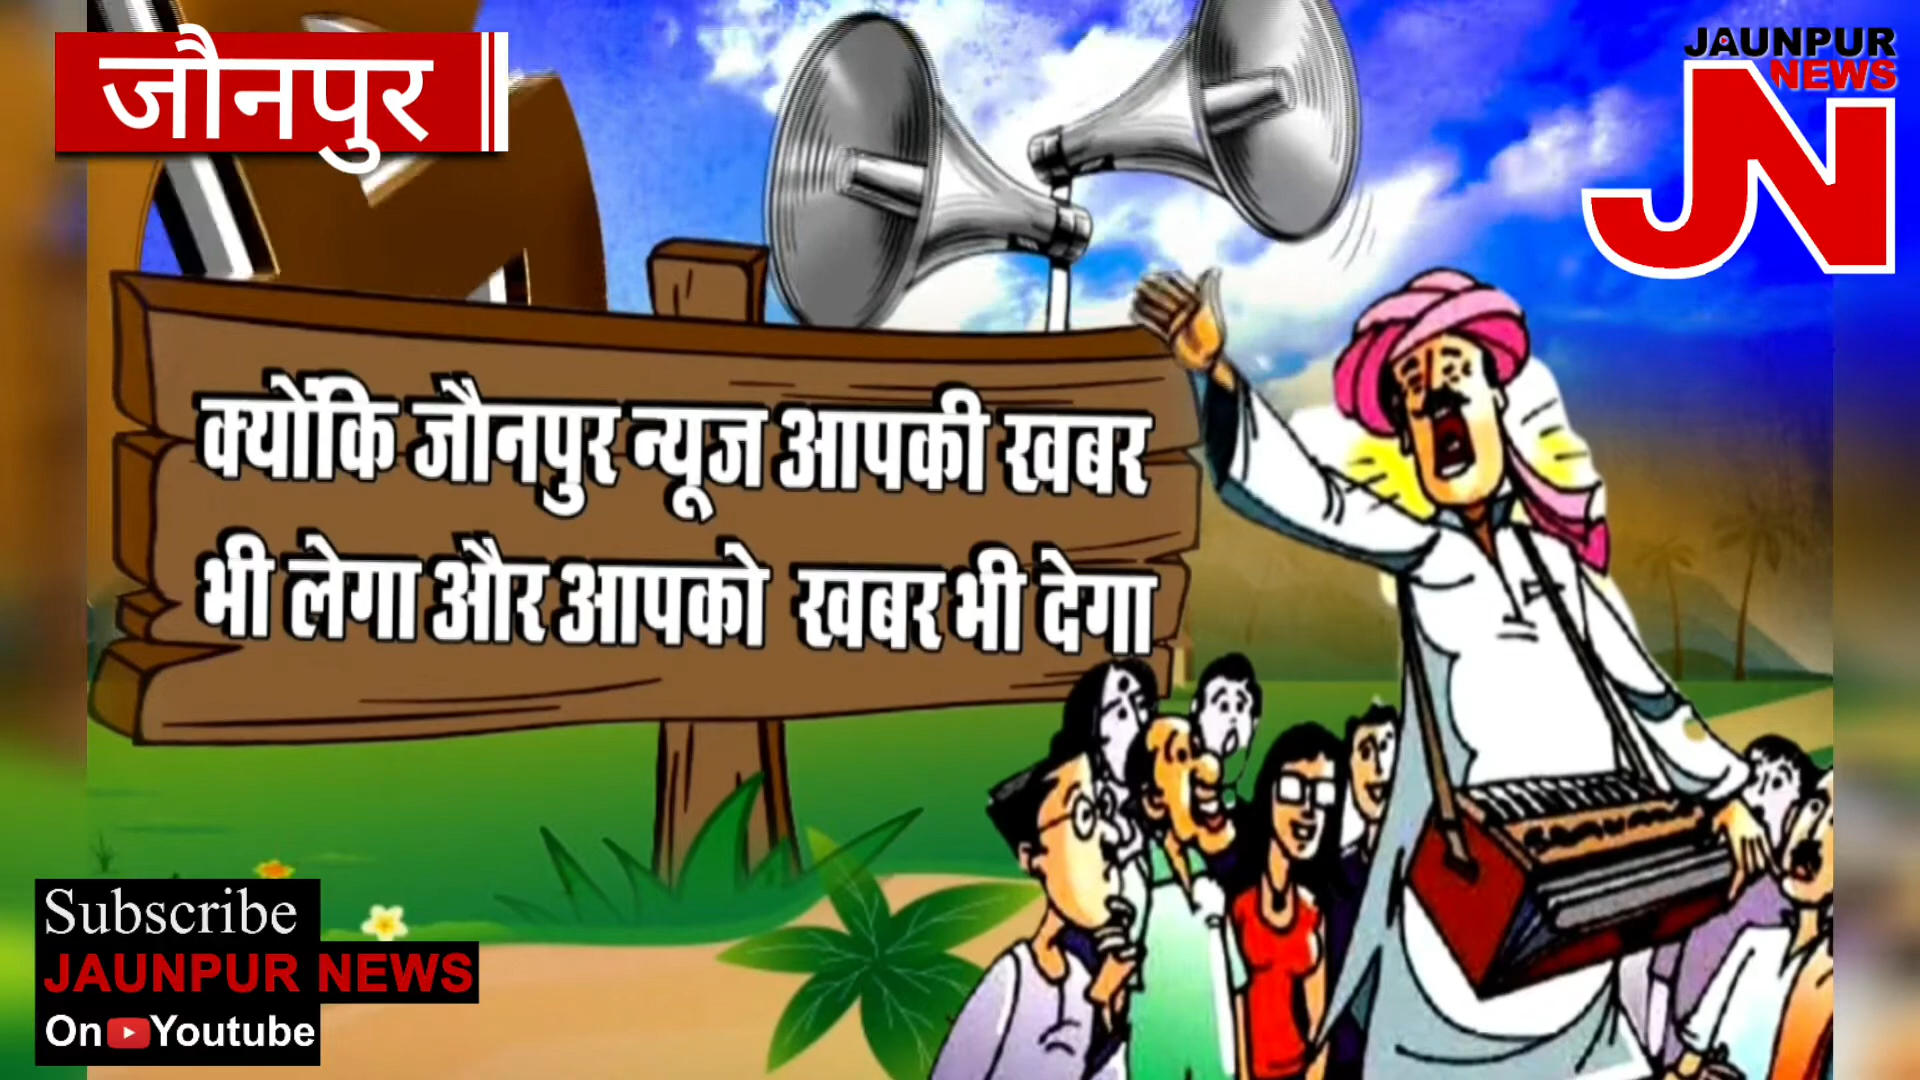 जौनपुर
JAUNPUR
NEWS
JN
क्योंकि जौनपुर न्यूज आपकी खबर
भी लेगा और आपको खबर भी देगा
Subscribe
JAUNPUR NEWS
On Youtube